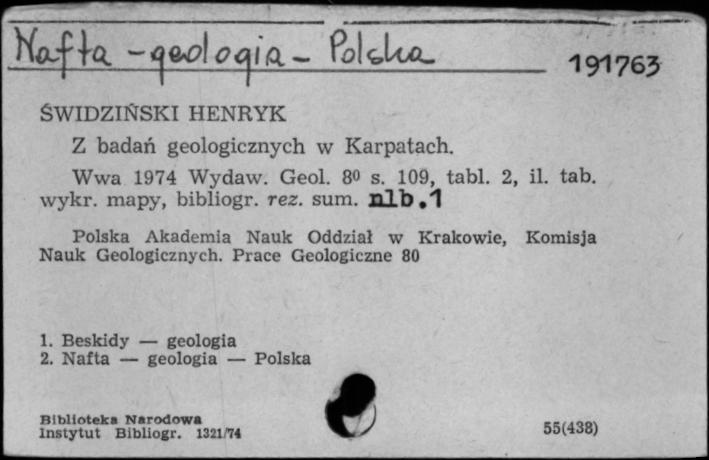 Nafta - geologia - Polska
191763
ŚWIDZIŃSKI HENRYK
Z badań geologicznych w Karpatach.
Wwa 1974 Wydaw. Geol. 8⁰ s. 109, tabl. 2, il. tab.
wykr. mapy, bibliogr. rez. sum. nlb.1
Polska Akademia Nauk Oddział w Krakowie, Komisja
Nauk Geologicznych. Prace Geologiczne 80
1. Beskidy — geologia
2. Nafta — geologia — Polska
Biblioteka Narodowa
Instytut Bibliogr. 1321/74
55(438)